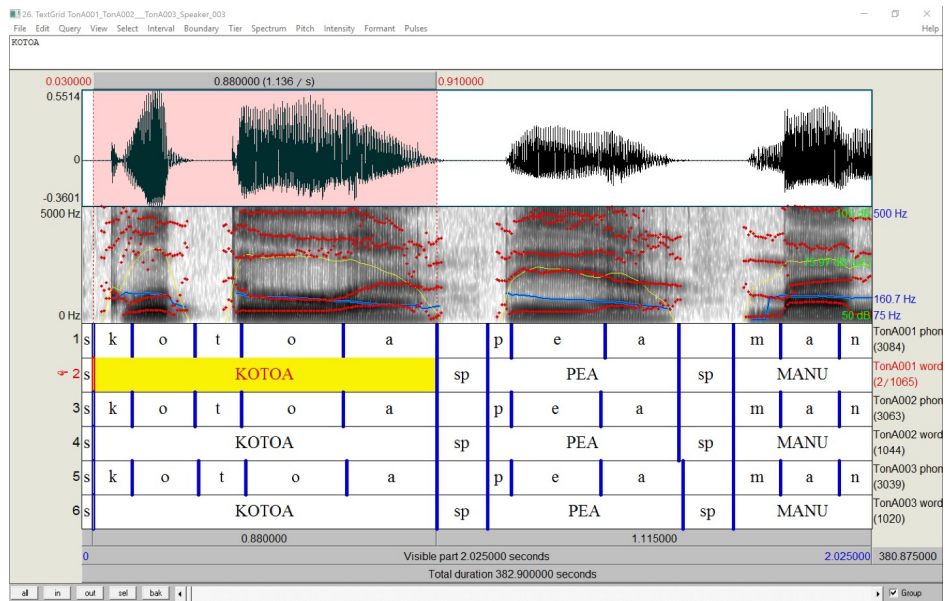 26. TextGrid TonA001_TonA002__TonA003_Speaker_003
File Edit Query View Select Interval Boundary Tier Spectrum Pitch Intensity Formant Pulses Help
KOTOA
0.030000 0.880000 (1.136 / s) 0.910000
0.5514
0
-0.3601
5000 Hz 500 Hz
160.7 Hz
0 Hz 50 dB 75 Hz
1 s k o t o a p e a m a n TonA001 phon (3084)
2 s KOTOA sp PEA sp MANU TonA001 word (2/1065)
3 s k o t o a p e a m a n TonA002 phon (3063)
4 s KOTOA sp PEA sp MANU TonA002 word (1044)
5 s k o t o a p e a m a n TonA003 phon (3039)
6 s KOTOA sp PEA sp MANU TonA003 word (1020)
0.880000 1.115000
0 Visible part 2.025000 seconds 2.025000 380.875000
Total duration 382.900000 seconds
all in out sel bak Group